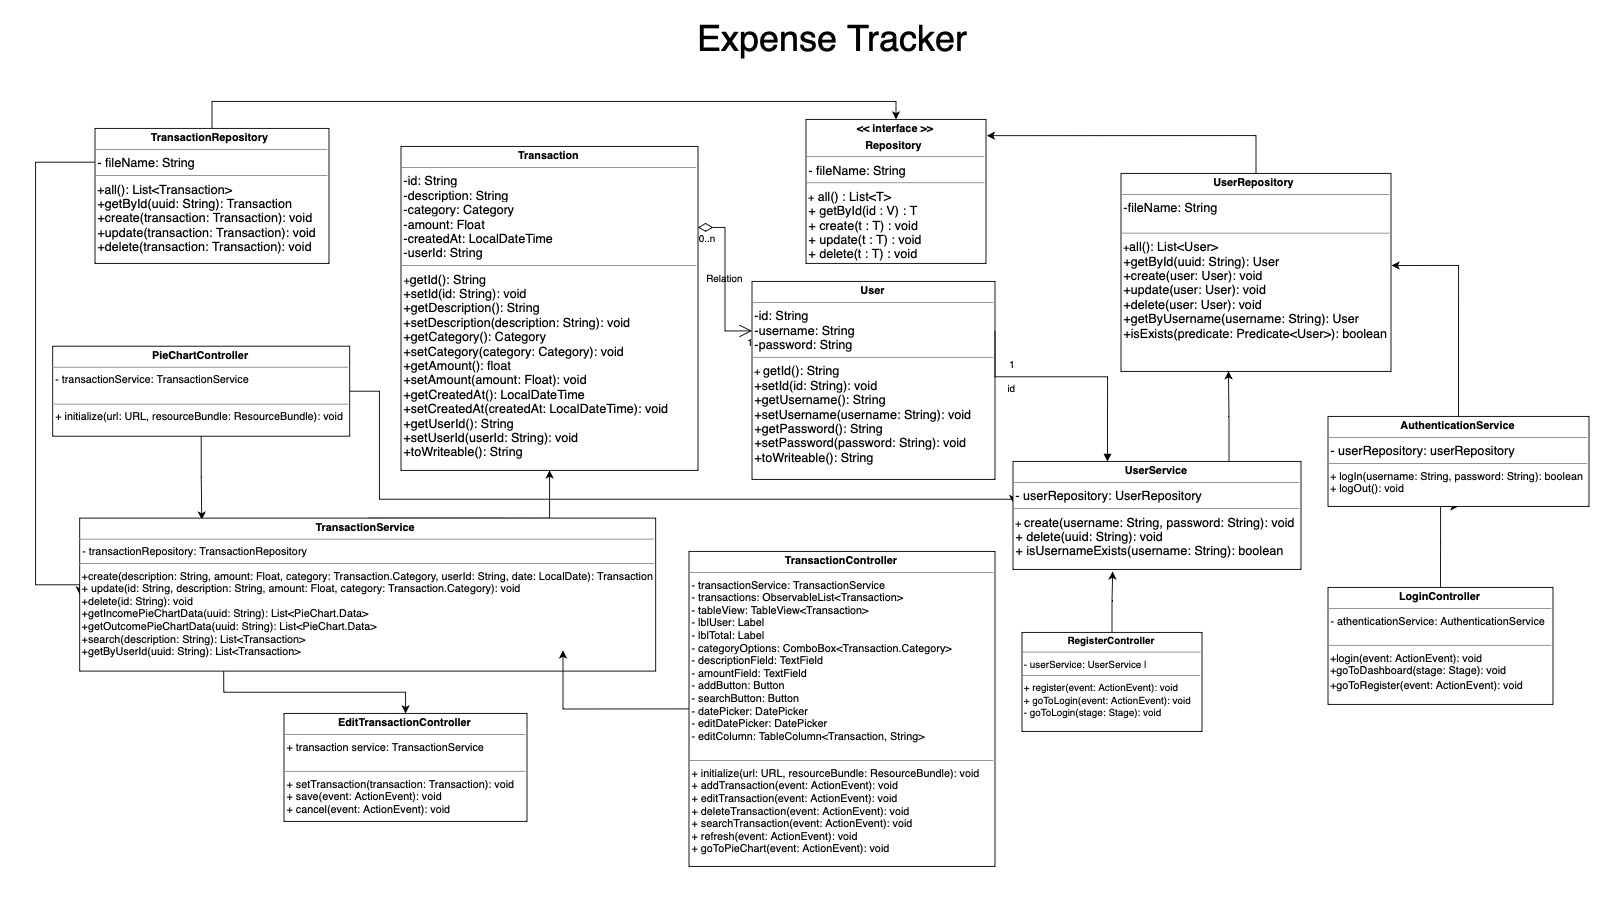 Expense Tracker
TransactionRepository
- fileName: String
+all(): List<Transaction>
+getById(uuid: String): Transaction
+create(transaction: Transaction): void
+update(transaction: Transaction): void
+delete(transaction: Transaction): void
Transaction
-id: String
-description: String
-category: Category
-amount: Float
-createdAt: LocalDateTime
-userId: String
+getId(): String
+setId(id: String): void
+getDescription(): String
+setDescription(description: String): void
+getCategory(): Category
+setCategory(category: Category): void
+getAmount(): float
+setAmount(amount: Float): void
+getCreatedAt(): LocalDateTime
+setCreatedAt(createdAt: LocalDateTime): void
+getUserId(): String
+setUserId(userId: String): void
+toWriteable(): String
0..n
Relation
1
<< interface >>
Repository
- fileName: String
+ all() : List<T>
+ getById(id : V) : T
+ create(t : T) : void
+ update(t : T) : void
+ delete(t : T) : void
User
-id: String
-username: String
-password: String
+ getId(): String
+setId(id: String): void
+getUsername(): String
+setUsername(username: String): void
+getPassword(): String
+setPassword(password: String): void
+toWriteable(): String
1
id
UserRepository
-fileName: String
+all(): List<User>
+getById(uuid: String): User
+create(user: User): void
+update(user: User): void
+delete(user: User): void
+getByUsername(username: String): User
+isExists(predicate: Predicate<User>): boolean
PieChartController
- transactionService: TransactionService
+ initialize(url: URL, resourceBundle: ResourceBundle): void
AuthenticationService
- userRepository: userRepository
+ logIn(username: String, password: String): boolean
+ logOut(): void
UserService
- userRepository: UserRepository
+ create(username: String, password: String): void
+ delete(uuid: String): void
+ isUsernameExists(username: String): boolean
TransactionService
- transactionRepository: TransactionRepository
+create(description: String, amount: Float, category: Transaction.Category, userId: String, date: LocalDate): Transaction
+ update(id: String, description: String, amount: Float, category: Transaction.Category): void
+delete(id: String): void
+getIncomePieChartData(uuid: String): List<PieChart.Data>
+getOutcomePieChartData(uuid: String): List<PieChart.Data>
+search(description: String): List<Transaction>
+getByUserId(uuid: String): List<Transaction>
TransactionController
- transactionService: TransactionService
- transactions: ObservableList<Transaction>
- tableView: TableView<Transaction>
- lblUser: Label
- lblTotal: Label
- categoryOptions: ComboBox<Transaction.Category>
- descriptionField: TextField
- amountField: TextField
- addButton: Button
- searchButton: Button
- datePicker: DatePicker
- editDatePicker: DatePicker
- editColumn: TableColumn<Transaction, String>
+ initialize(url: URL, resourceBundle: ResourceBundle): void
+ addTransaction(event: ActionEvent): void
+ editTransaction(event: ActionEvent): void
+ deleteTransaction(event: ActionEvent): void
+ searchTransaction(event: ActionEvent): void
+ refresh(event: ActionEvent): void
+ goToPieChart(event: ActionEvent): void
RegisterController
- userService: UserService I
+ register(event: ActionEvent): void
+ goToLogin(event: ActionEvent): void
- goToLogin(stage: Stage): void
LoginController
- athenticationService: AuthenticationService
+login(event: ActionEvent): void
+goToDashboard(stage: Stage): void
+goToRegister(event: ActionEvent): void
EditTransactionController
+ transaction service: TransactionService
+ setTransaction(transaction: Transaction): void
+ save(event: ActionEvent): void
+ cancel(event: ActionEvent): void